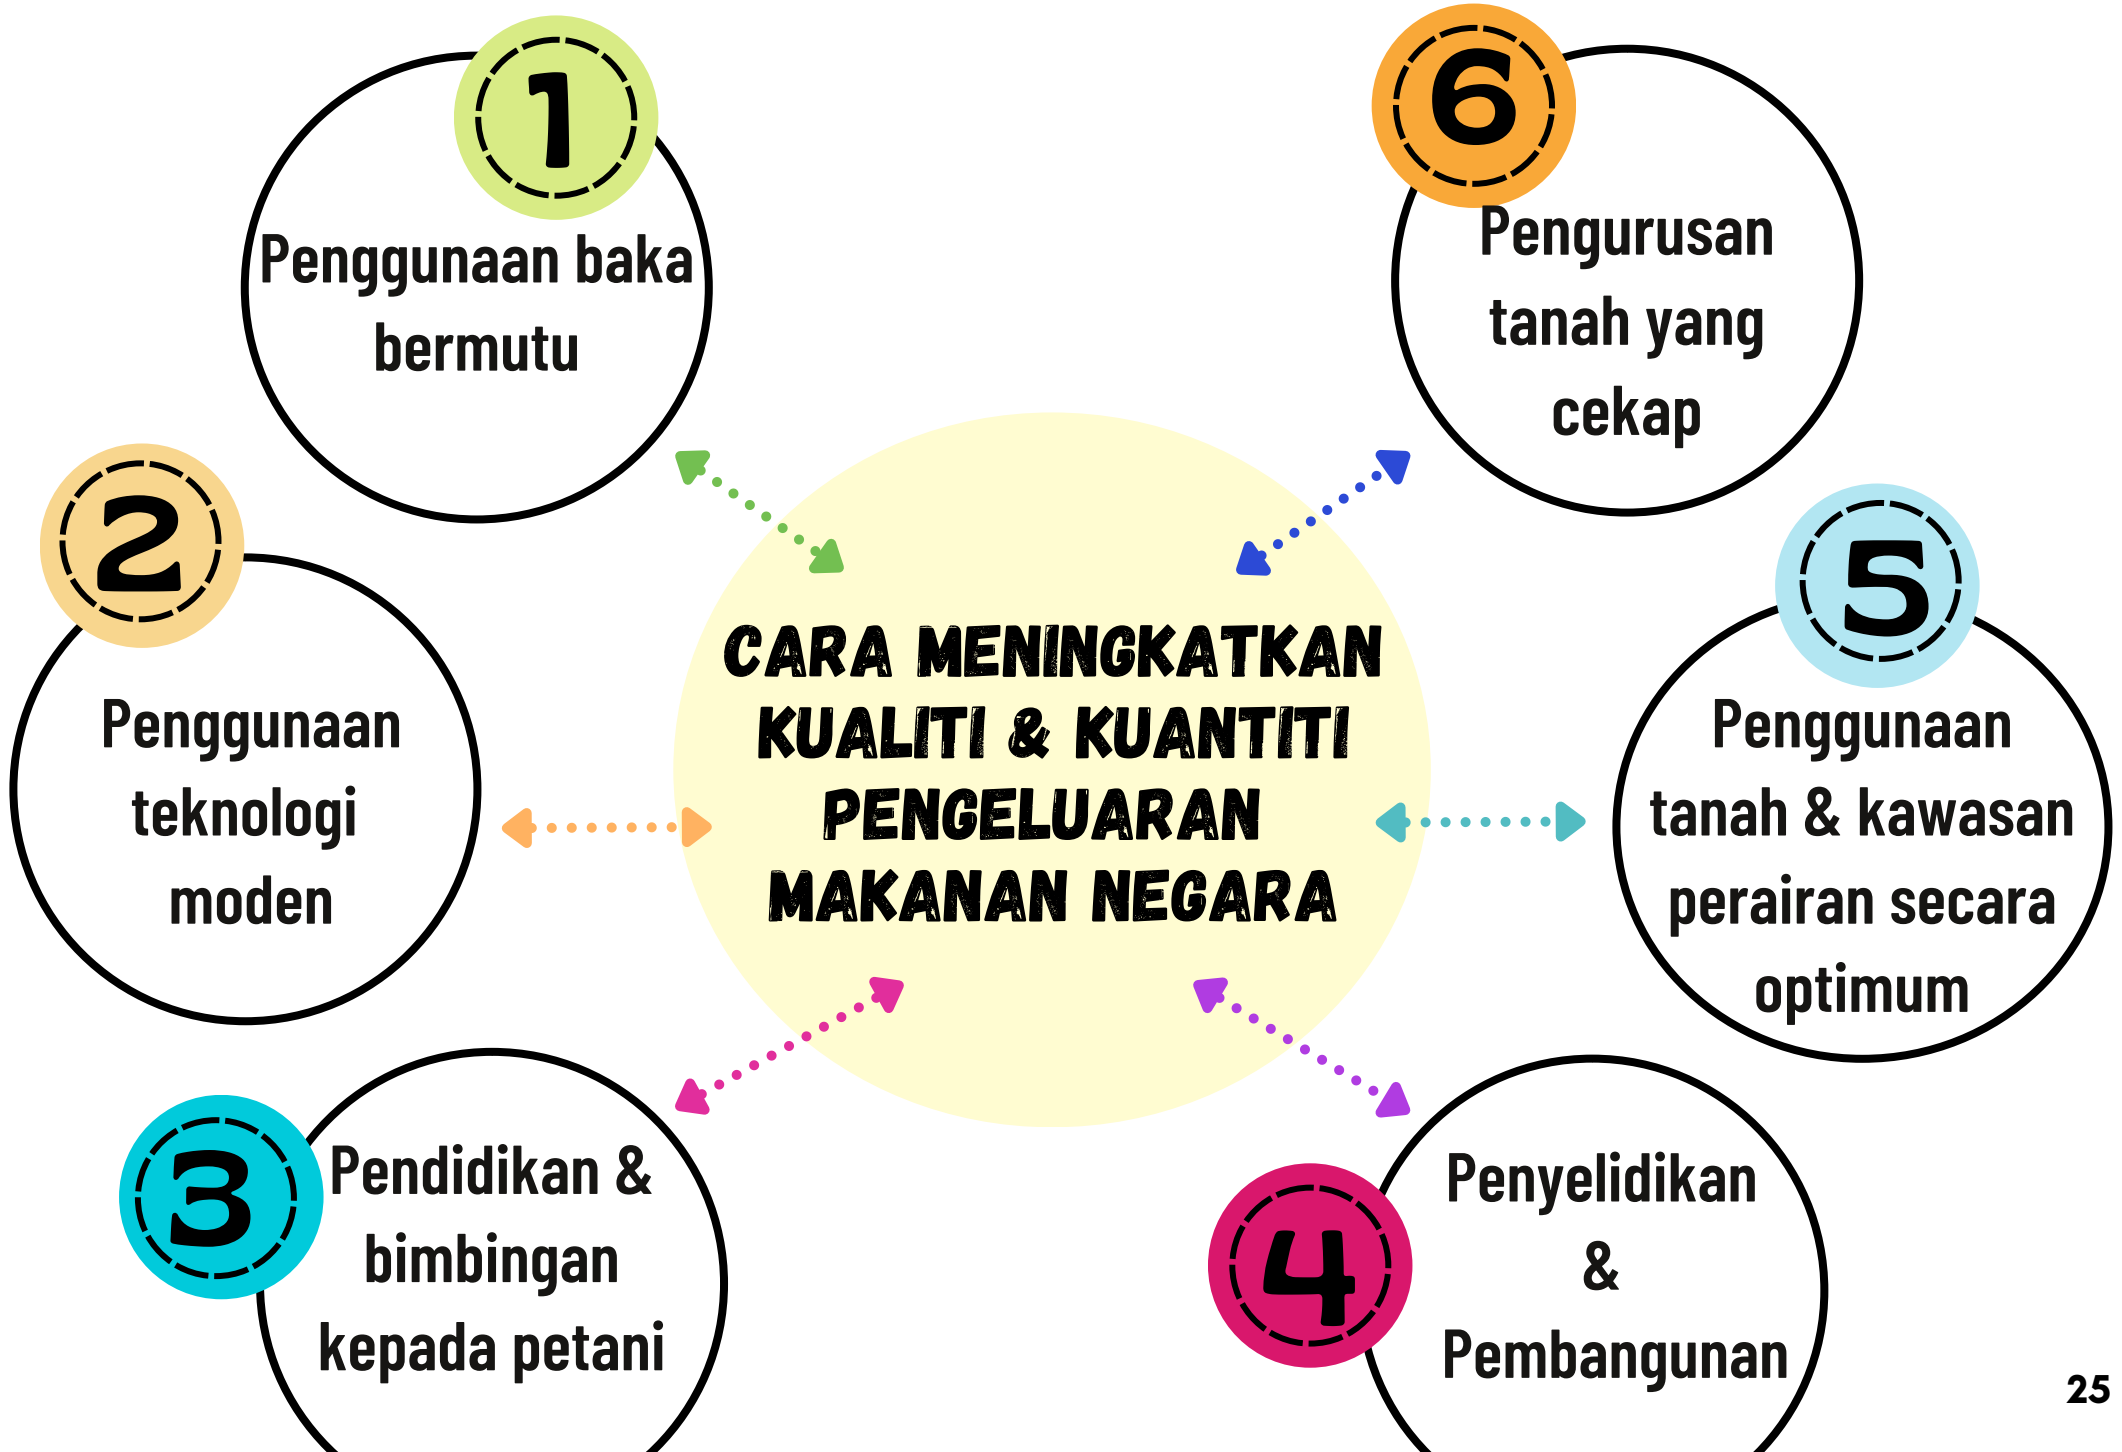 CARA MENINGKATKAN
KUALITI & KUANTITI
PENGELUARAN
MAKANAN NEGARA
1
Penggunaan baka
bermutu
2
Penggunaan
teknologi
moden
3
Pendidikan &
bimbingan
kepada petani
4
Penyelidikan
&
Pembangunan
5
Penggunaan
tanah & kawasan
perairan secara
optimum
6
Pengurusan
tanah yang
cekap
25